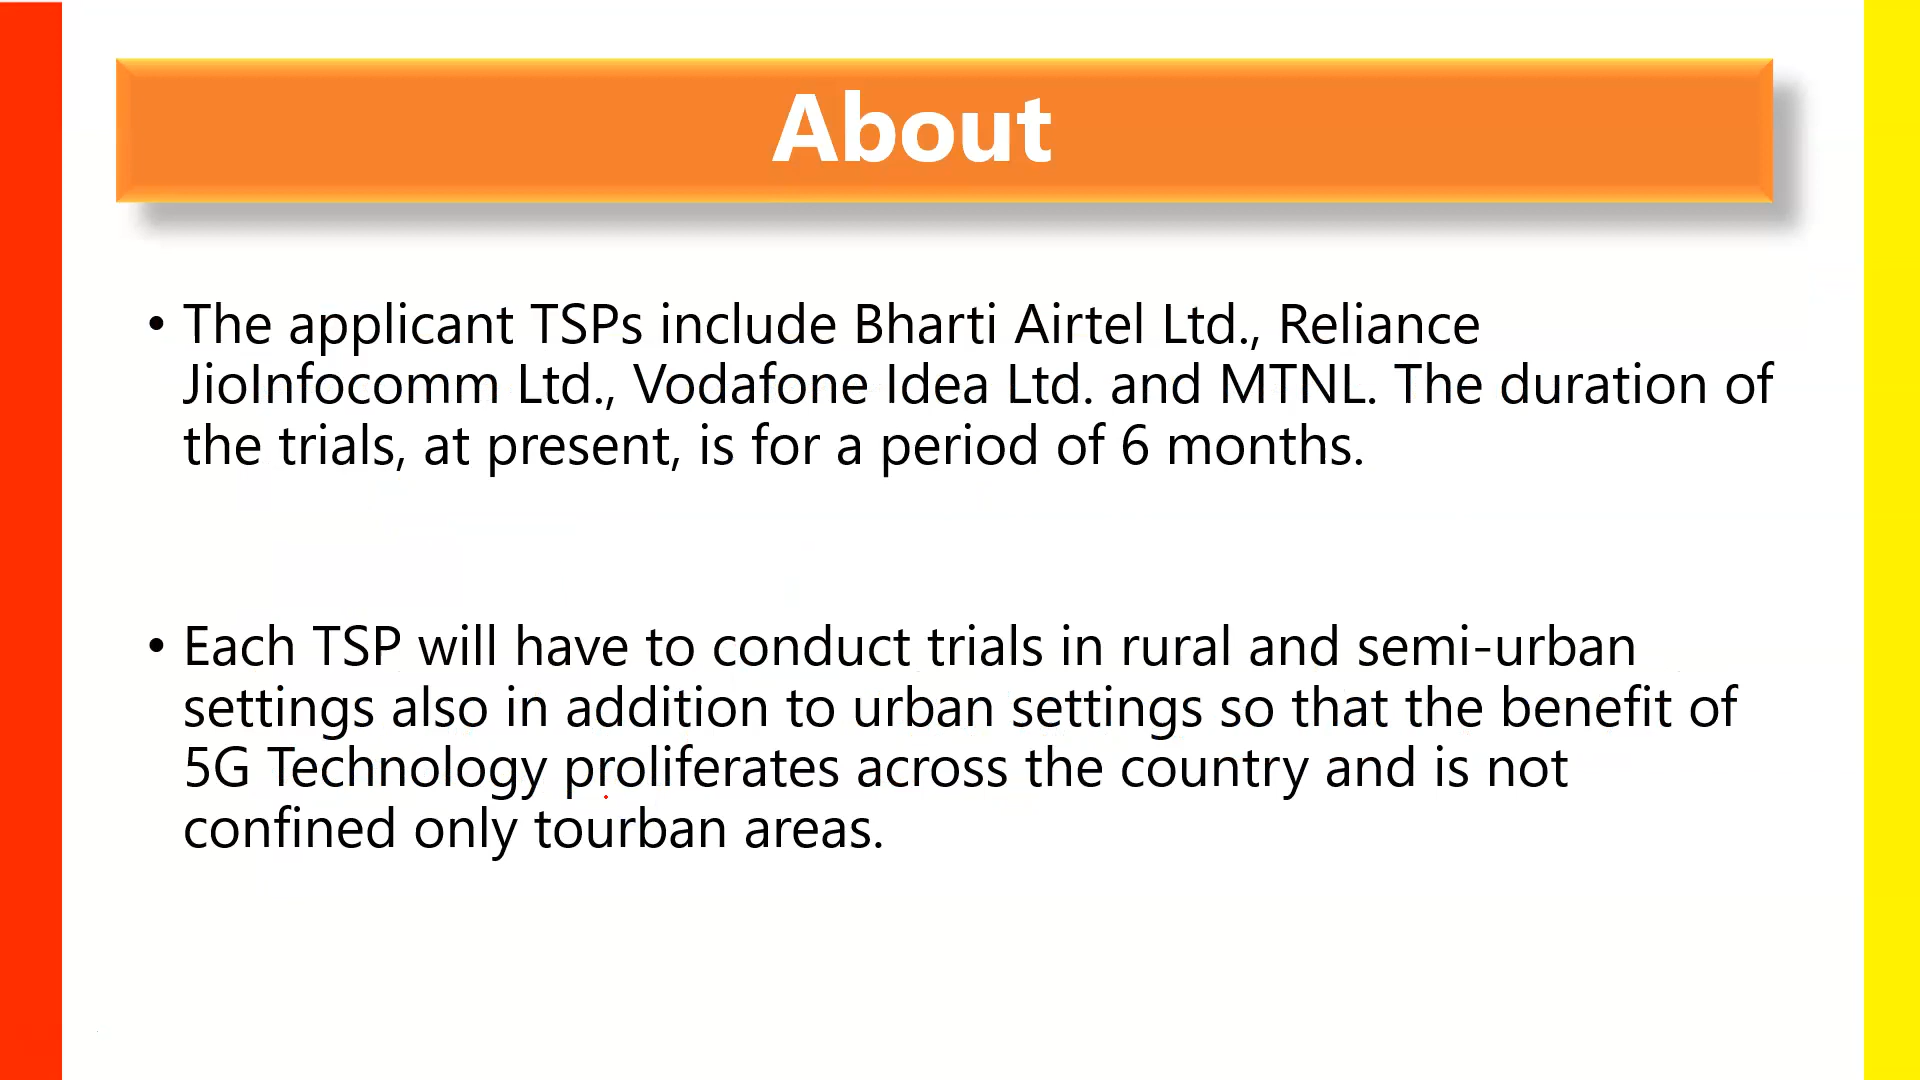 About
• The applicant TSPs include Bharti Airtel Ltd., Reliance
JioInfocomm Ltd., Vodafone Idea Ltd. and MTNL. The duration of
the trials, at present, is for a period of 6 months.
• Each TSP will have to conduct trials in rural and semi-urban
settings also in addition to urban settings so that the benefit of
5G Technology proliferates across the country and is not
confined only tourban areas.